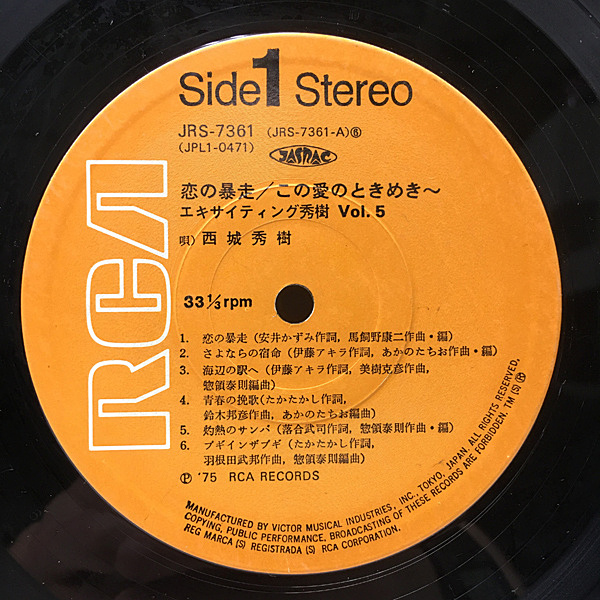 Side 1 Stereo
JRS-7361 (JRS-7361-A)⑥
(JPL1-0471)
JASRAC
恋の暴走/この愛のときめき～
エキサイティング秀樹 Vol. 5
唄) 西城秀樹
RCA
33 1/3 rpm
1. 恋の暴走 (安井かずみ作詞, 馬飼野康二作曲・編)
2. さよならの宿命 (伊藤アキラ作詞, あかのたちお作曲・編)
3. 海辺の駅へ (伊藤アキラ作詞, 美樹克彦作曲,
惣領泰則編曲)
4. 青春の挽歌 (たかたかし作詞,
鈴木邦彦作曲, あかのたちお編曲)
5. 灼熱のサンバ (落合武司作詞, 惣領泰則作曲・編)
6. ブギインザブギ (たかたかし作詞,
羽根田武邦作曲, 惣領泰則編曲)
Ⓟ '75 RCA RECORDS
MANUFACTURED BY VICTOR MUSICAL INDUSTRIES, INC., TOKYO, JAPAN. ALL RIGHTS RESERVED,
COPYING, PUBLIC PERFORMANCE, BROADCASTING OF THESE RECORDS ARE FORBIDDEN. TM (S) ®
REG MARCA (S) REGISTRADA (S) RCA CORPORATION.